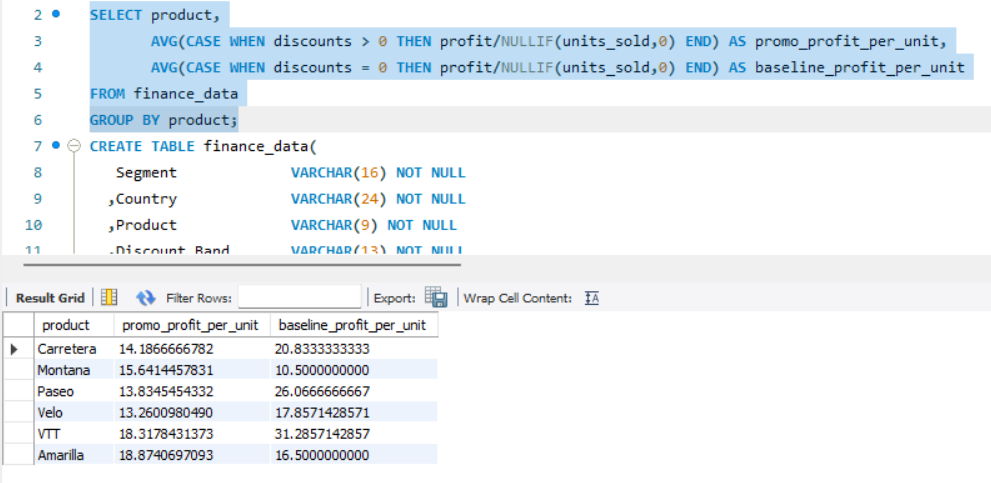 2 SELECT product,
3 AVG(CASE WHEN discounts > 0 THEN profit/NULLIF(units_sold,0) END) AS promo_profit_per_unit,
4 AVG(CASE WHEN discounts = 0 THEN profit/NULLIF(units_sold,0) END) AS baseline_profit_per_unit
5 FROM finance_data
6 GROUP BY product;
7 CREATE TABLE finance_data(
8 Segment VARCHAR(16) NOT NULL
9 ,Country VARCHAR(24) NOT NULL
10 ,Product VARCHAR(9) NOT NULL
11 ,Discount_Band VARCHAR(13) NOT NULL
Result Grid Filter Rows: Export: Wrap Cell Content: IA
product promo_profit_per_unit baseline_profit_per_unit
Carretera 14.1866666782 20.8333333333
Montana 15.6414457831 10.5000000000
Paseo 13.8345454332 26.0666666667
Velo 13.2600980490 17.8571428571
VTT 18.3178431373 31.2857142857
Amarilla 18.8740697093 16.5000000000